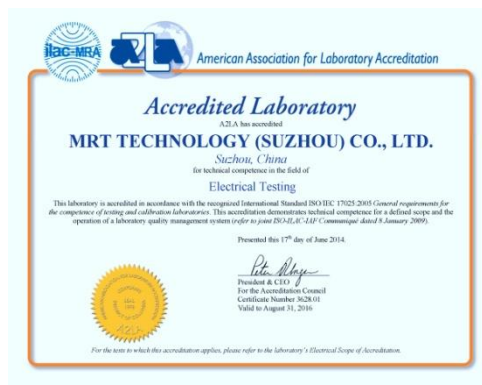 ilac-MRA
A2LA
American Association for Laboratory Accreditation
Accredited Laboratory
A2LA has accredited
MRT TECHNOLOGY (SUZHOU) CO., LTD.
Suzhou, China
for technical competence in the field of
Electrical Testing
This laboratory is accredited in accordance with the recognized International Standard ISO/IEC 17025:2005 General requirements for
the competence of testing and calibration laboratories. This accreditation demonstrates technical competence for a defined scope and the
operation of a laboratory quality management system (refer to joint ISO-ILAC-IAF Communiqué dated 8 January 2009).
Presented this 17th day of June 2014.
President & CEO
For the Accreditation Council
Certificate Number 3628.01
Valid to August 31, 2016
A2LA
For the tests to which this accreditation applies, please refer to the laboratory's Electrical Scope of Accreditation.